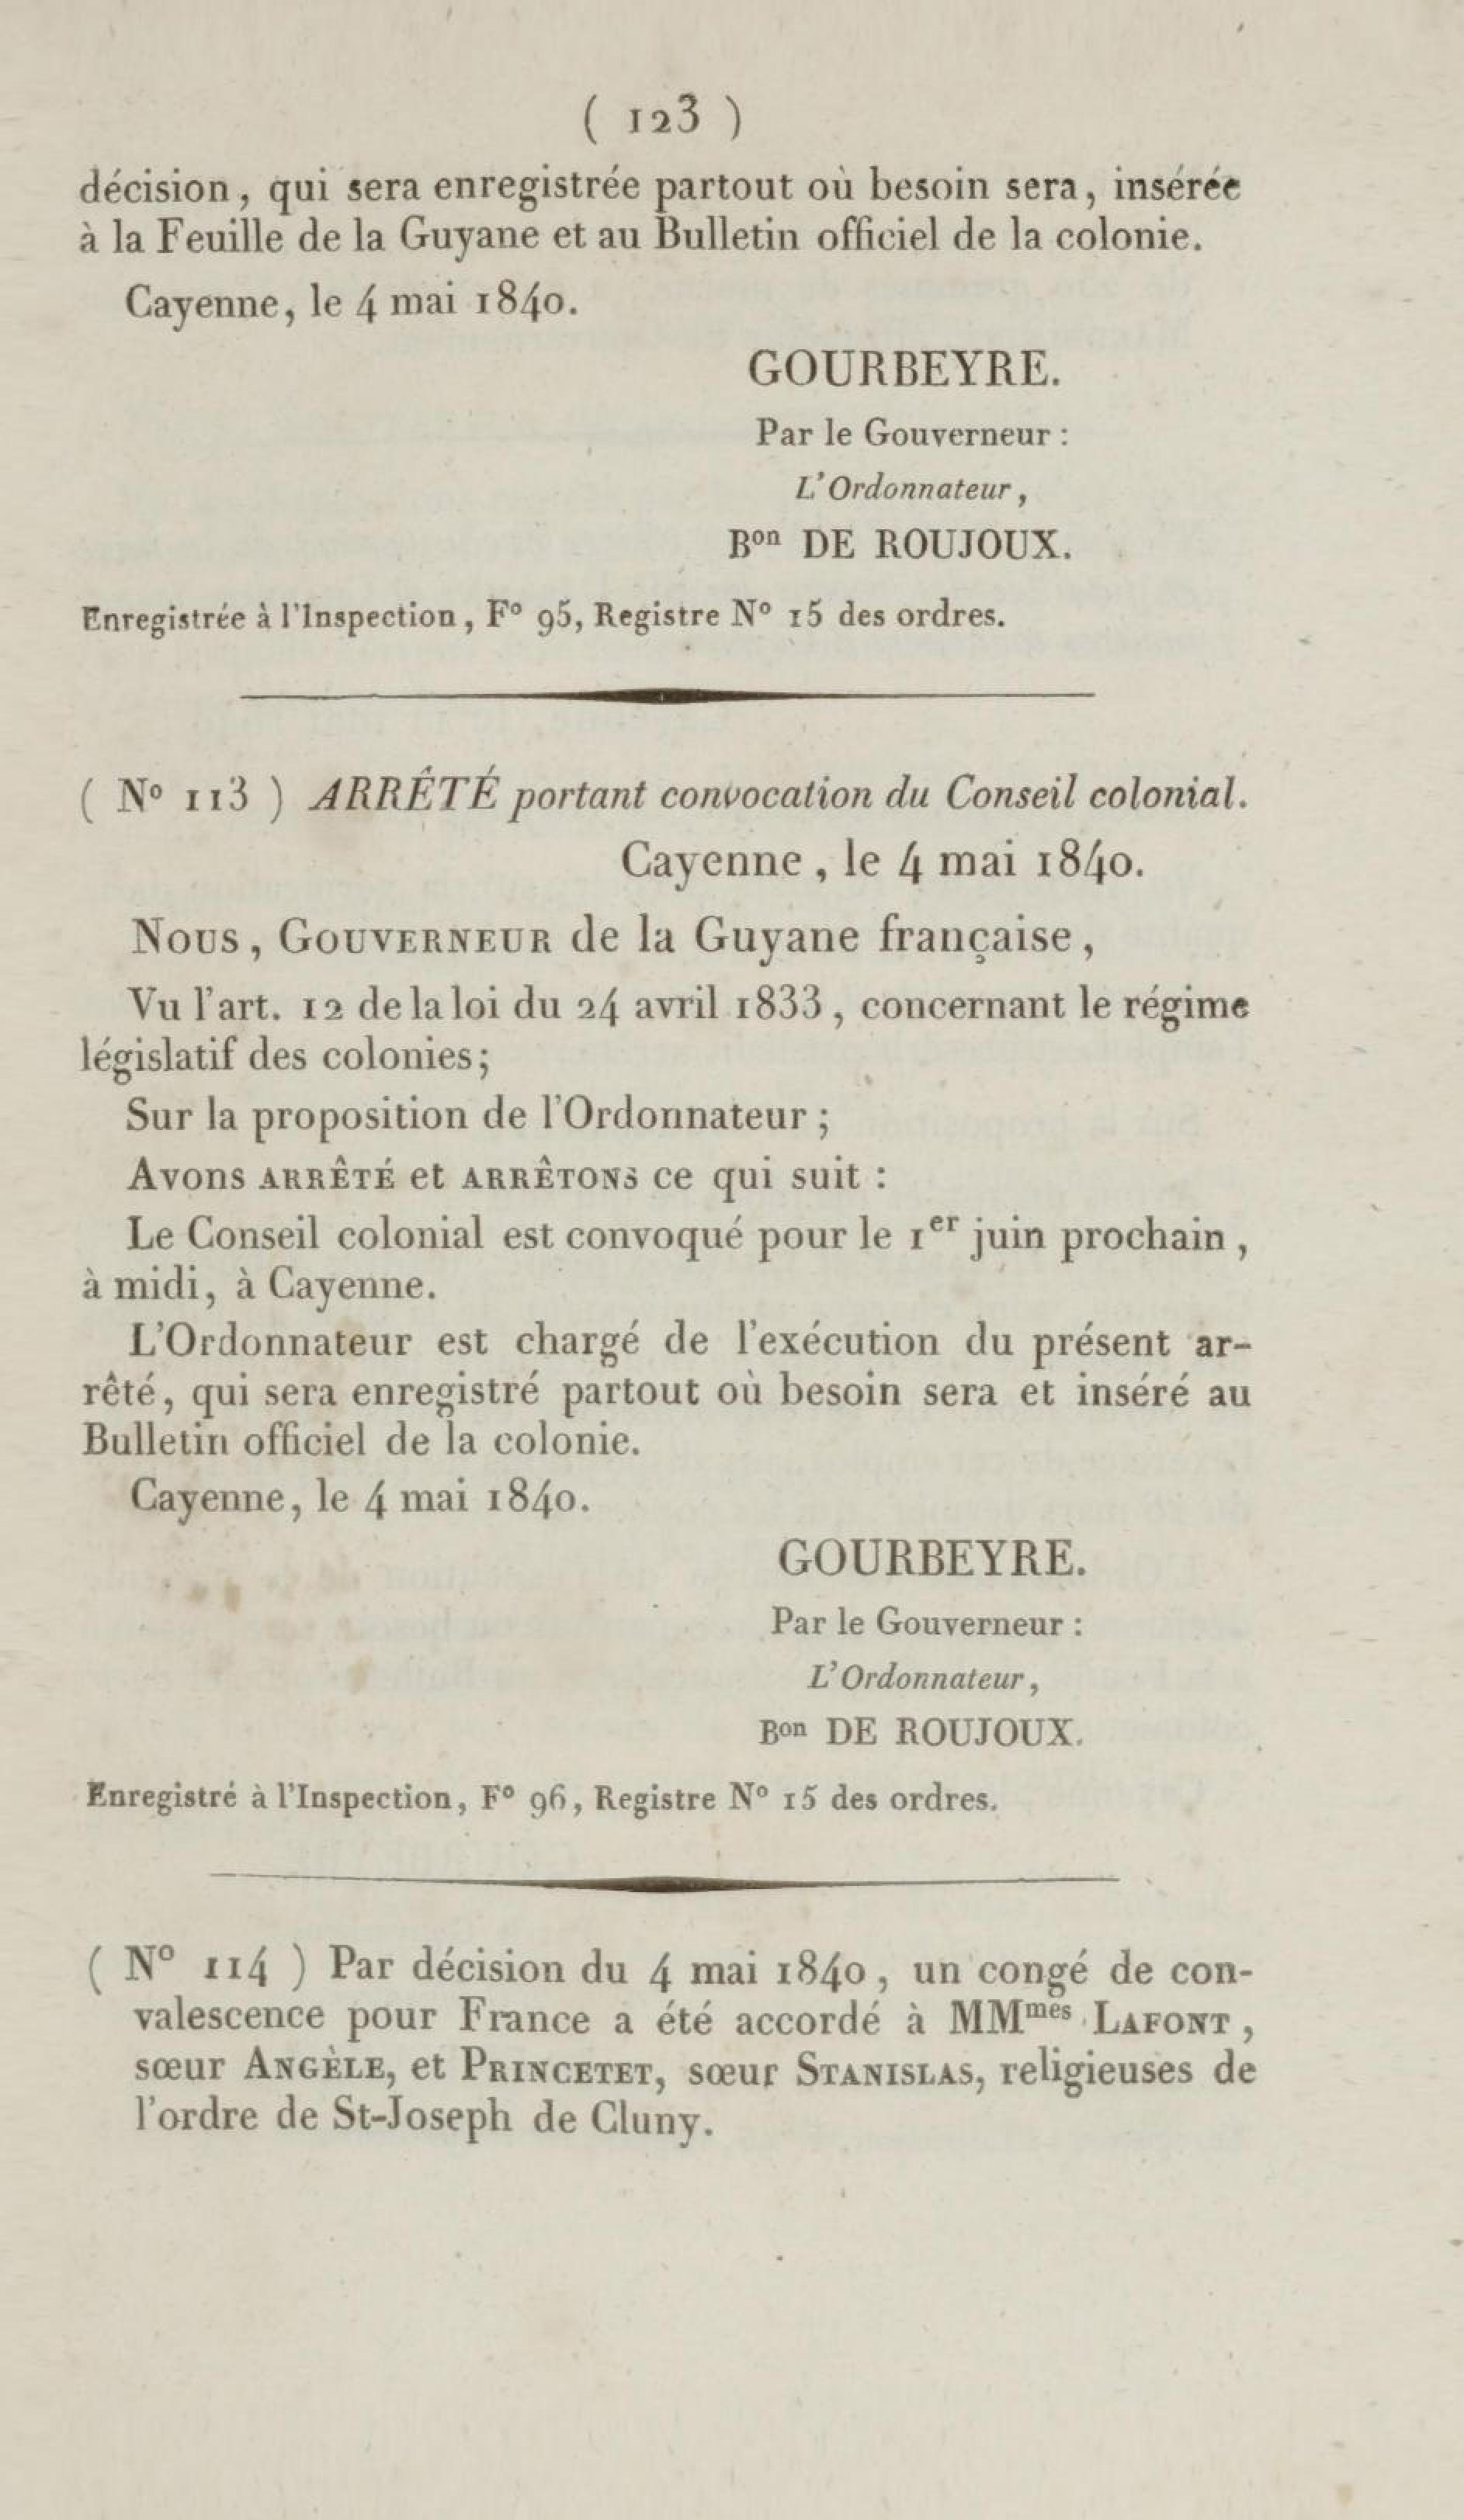 ( 123 )
décision, qui sera enregistrée partout où besoin sera, insérée
à la Feuille de la Guyane et au Bulletin officiel de la colonie.
Cayenne, le 4 mai 1840.
GOURBEYRE.
Par le Gouverneur :
L'Ordonnateur,
Bon DE ROUJOUX.
Enregistrée à l'Inspection, Fo 95, Registre No 15 des ordres.
( No 113 ) ARRÊTÉ portant convocation du Conseil colonial.
Cayenne, le 4 mai 1840.
Nous, Gouverneur de la Guyane française,
Vu l'art. 12 de la loi du 24 avril 1833, concernant le régime
législatif des colonies;
Sur la proposition de l'Ordonnateur ;
Avons arrêté et arrêtons ce qui suit :
Le Conseil colonial est convoqué pour le 1er juin prochain,
à midi, à Cayenne.
L'Ordonnateur est chargé de l'exécution du présent ar-
rêté, qui sera enregistré partout où besoin sera et inséré au
Bulletin officiel de la colonie.
Cayenne, le 4 mai 1840.
GOURBEYRE.
Par le Gouverneur :
L'Ordonnateur,
Bon DE ROUJOUX.
Enregistré à l'Inspection, Fo 96, Registre No 15 des ordres.
( No 114 ) Par décision du 4 mai 1840, un congé de con-
valescence pour France a été accordé à MMmes Lafont,
sœur Angèle, et Princetet, sœur Stanislas, religieuses de
l'ordre de St-Joseph de Cluny.